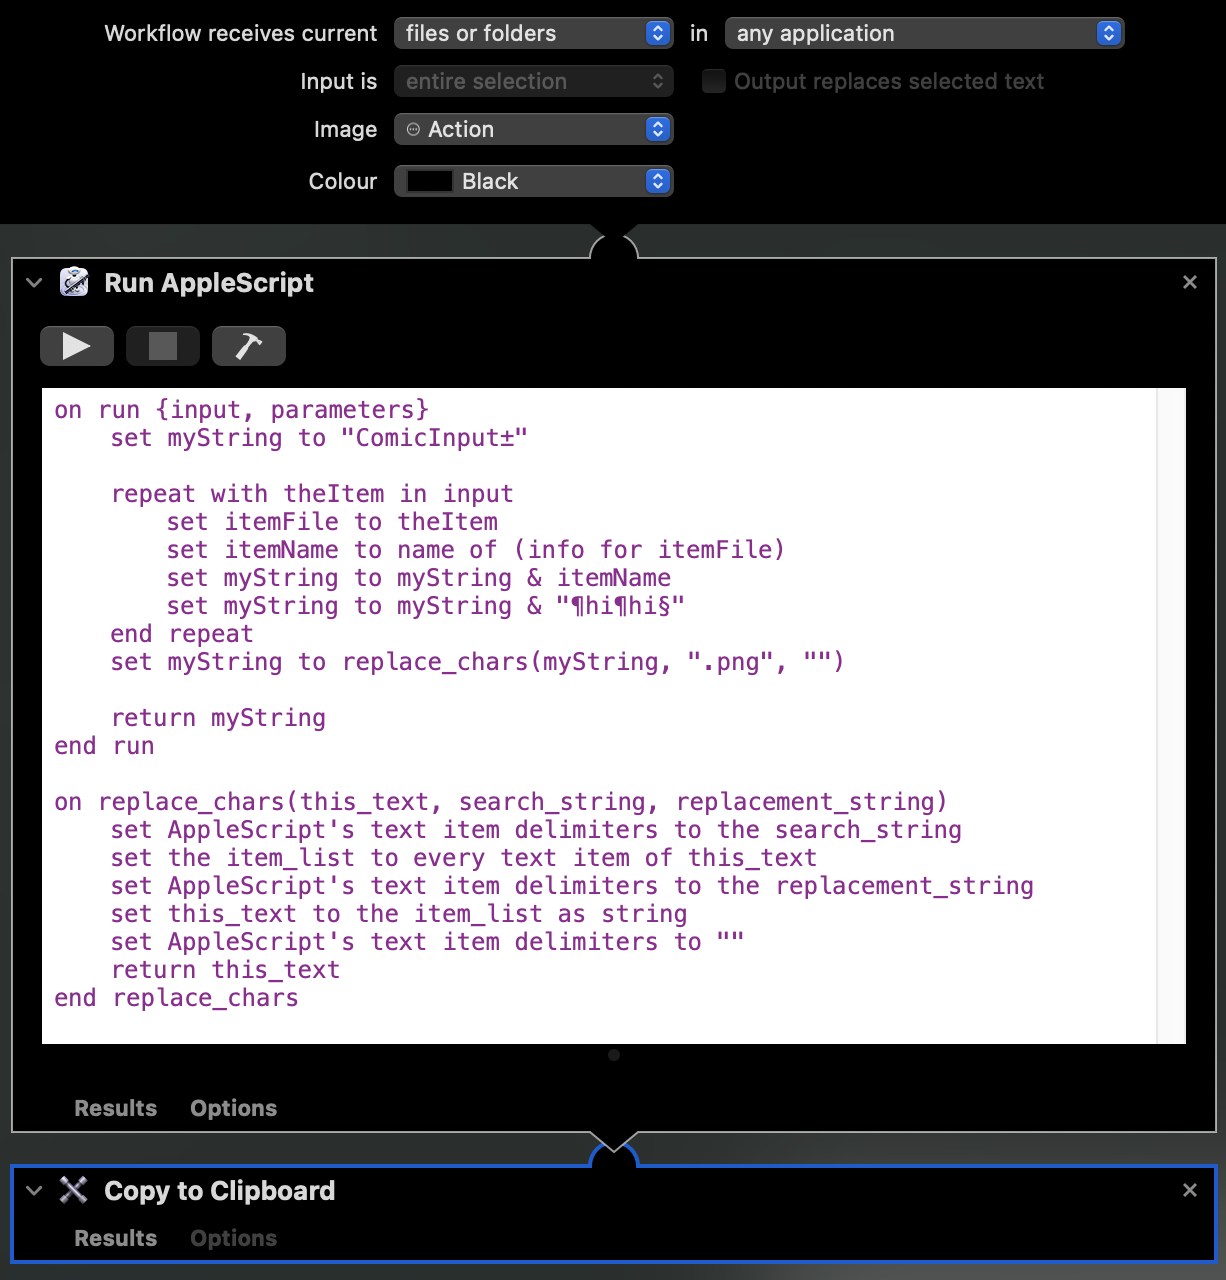 Workflow receives current files or folders in any application
Input is entire selection Output replaces selected text
Image Action
Colour Black
Run AppleScript
on run {input, parameters}
set myString to "ComicInput±"
repeat with theItem in input
set itemFile to theItem
set itemName to name of (info for itemFile)
set myString to myString & itemName
set myString to myString & "¶hi¶hi§"
end repeat
set myString to replace_chars(myString, ".png", "")
return myString
end run
on replace_chars(this_text, search_string, replacement_string)
set AppleScript's text item delimiters to the search_string
set the item_list to every text item of this_text
set AppleScript's text item delimiters to the replacement_string
set this_text to the item_list as string
set AppleScript's text item delimiters to ""
return this_text
end replace_chars
Results Options
Copy to Clipboard
Results Options